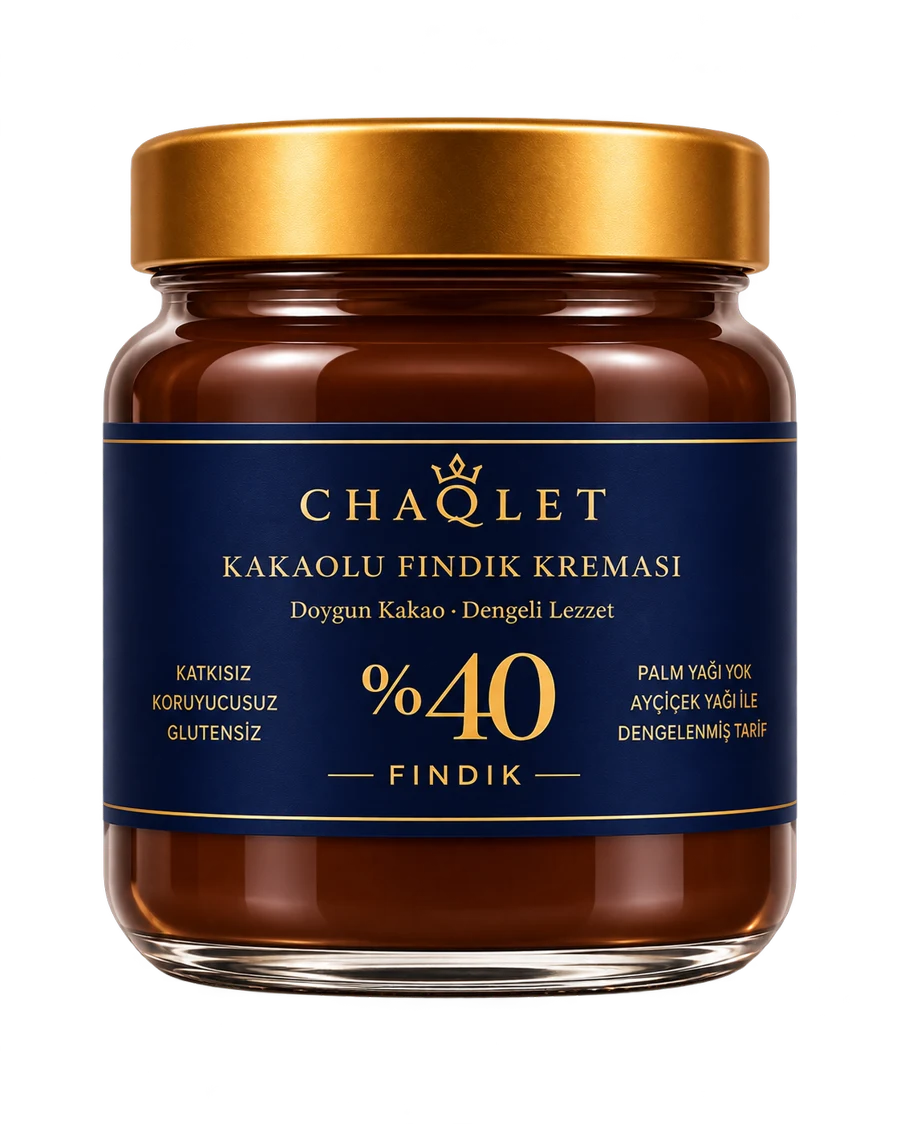 CHAQLET
KAKAOLU FINDIK KREMASI
Doygun Kakao · Dengeli Lezzet
KATKISIZ
KORUYUCUSUZ
GLUTENSİZ
%40
FINDIK
PALM YAĞI YOK
AYÇİÇEK YAĞI İLE
DENGELENMİŞ TARİF